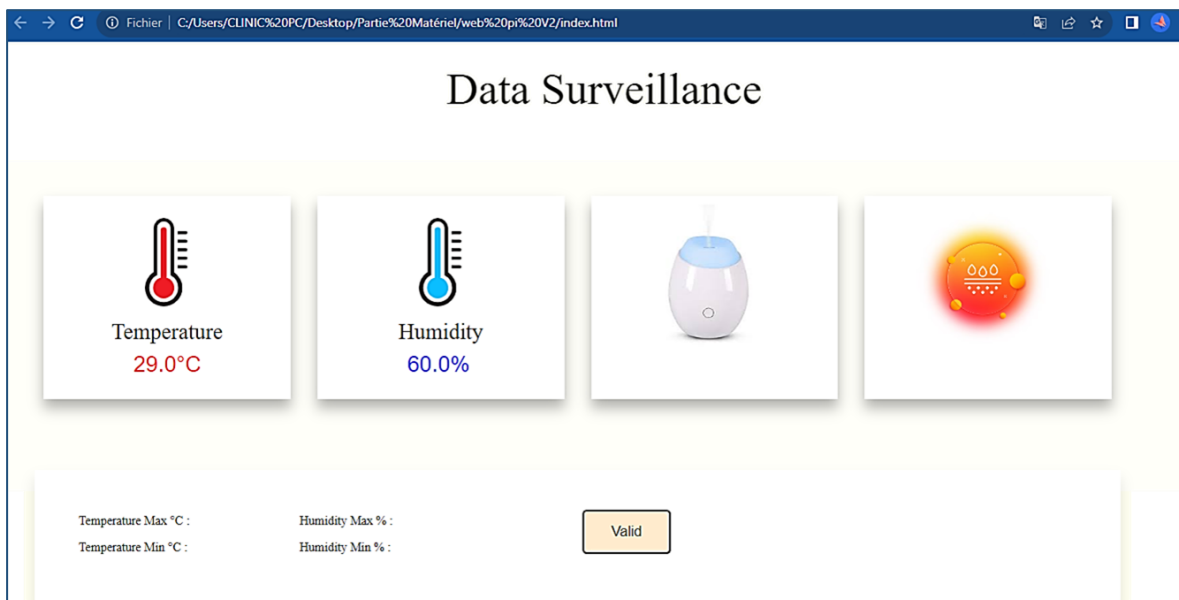 Fichier | C:/Users/CLINIC%20PC/Desktop/Partie%20Matériel/web%20pi%20V2/index.html
Data Surveillance
Temperature
29.0°C
Humidity
60.0%
Temperature Max °C :
Humidity Max % :
Valid
Temperature Min °C :
Humidity Min % :